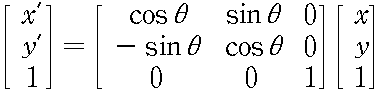 [x′ y′ 1] = [cos θ sin θ 0 − sin θ cos θ 0 0 0 1] [x y 1]